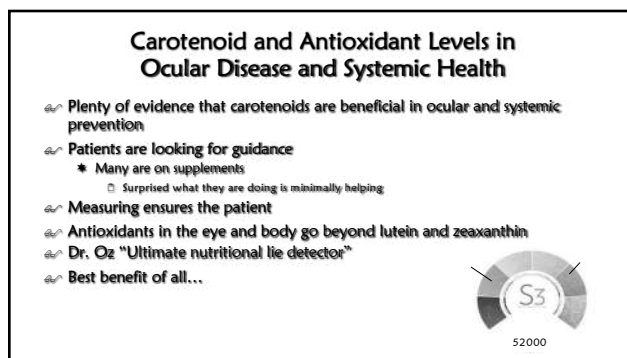 Carotenoid and Antioxidant Levels in
Ocular Disease and Systemic Health
Plenty of evidence that carotenoids are beneficial in ocular and systemic
prevention
Patients are looking for guidance
Many are on supplements
Surprised what they are doing is minimally helping
Measuring ensures the patient
Antioxidants in the eye and body go beyond lutein and zeaxanthin
Dr. Oz “Ultimate nutritional lie detector”
Best benefit of all…
S3
52000